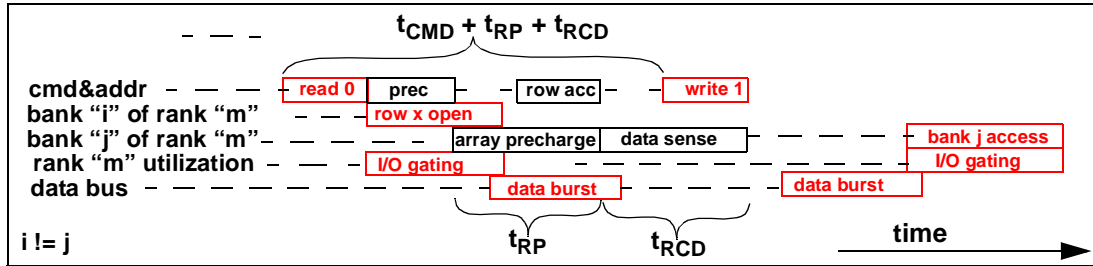 tCMD + tRP + tRCD
cmd&addr read 0 prec row acc write 1
bank “i” of rank “m” row x open
bank “j” of rank “m” array precharge data sense bank j access
rank “m” utilization I/O gating I/O gating
data bus data burst data burst
tRP tRCD
i != j time